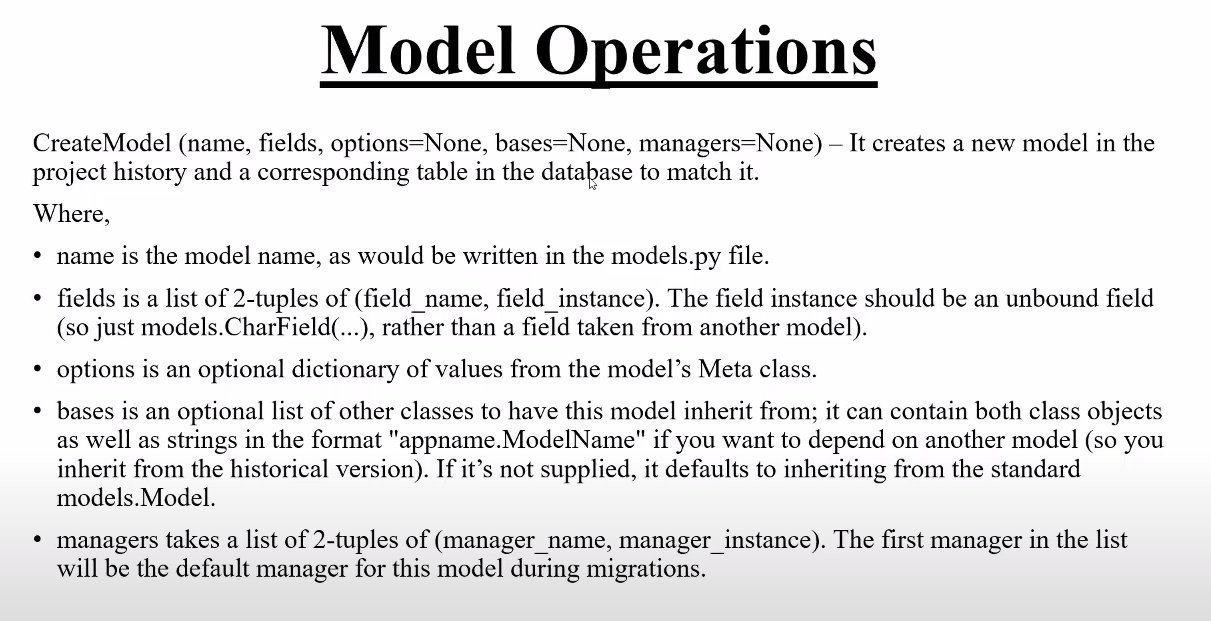 Model Operations
CreateModel (name, fields, options=None, bases=None, managers=None) – It creates a new model in the
project history and a corresponding table in the database to match it.
Where,
• name is the model name, as would be written in the models.py file.
• fields is a list of 2-tuples of (field_name, field_instance). The field instance should be an unbound field
(so just models.CharField(...), rather than a field taken from another model).
• options is an optional dictionary of values from the model’s Meta class.
• bases is an optional list of other classes to have this model inherit from; it can contain both class objects
as well as strings in the format "appname.ModelName" if you want to depend on another model (so you
inherit from the historical version). If it’s not supplied, it defaults to inheriting from the standard
models.Model.
• managers takes a list of 2-tuples of (manager_name, manager_instance). The first manager in the list
will be the default manager for this model during migrations.